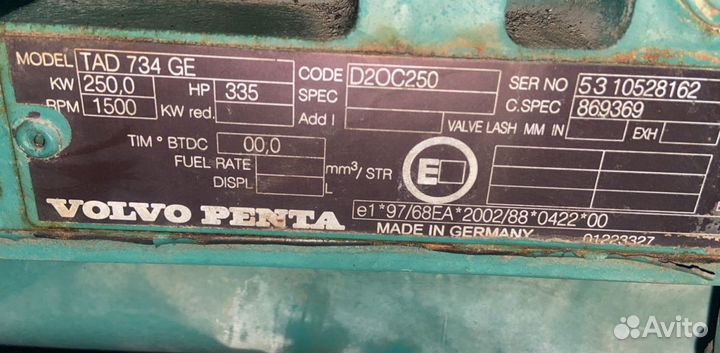 MODEL TAD 734 GE CODE D2OC250 SER NO 53 10528162
KW 250,0 HP 335 SPEC C.SPEC 869369
RPM 1500 KW red. Add I VALVE LASH MM IN EXH
TIM ° BTDC 00,0
FUEL RATE mm³/STR
DISPL L
E
VOLVO PENTA e1*97/68EA*2002/88*0422*00
MADE IN GERMANY 01223327
Avito